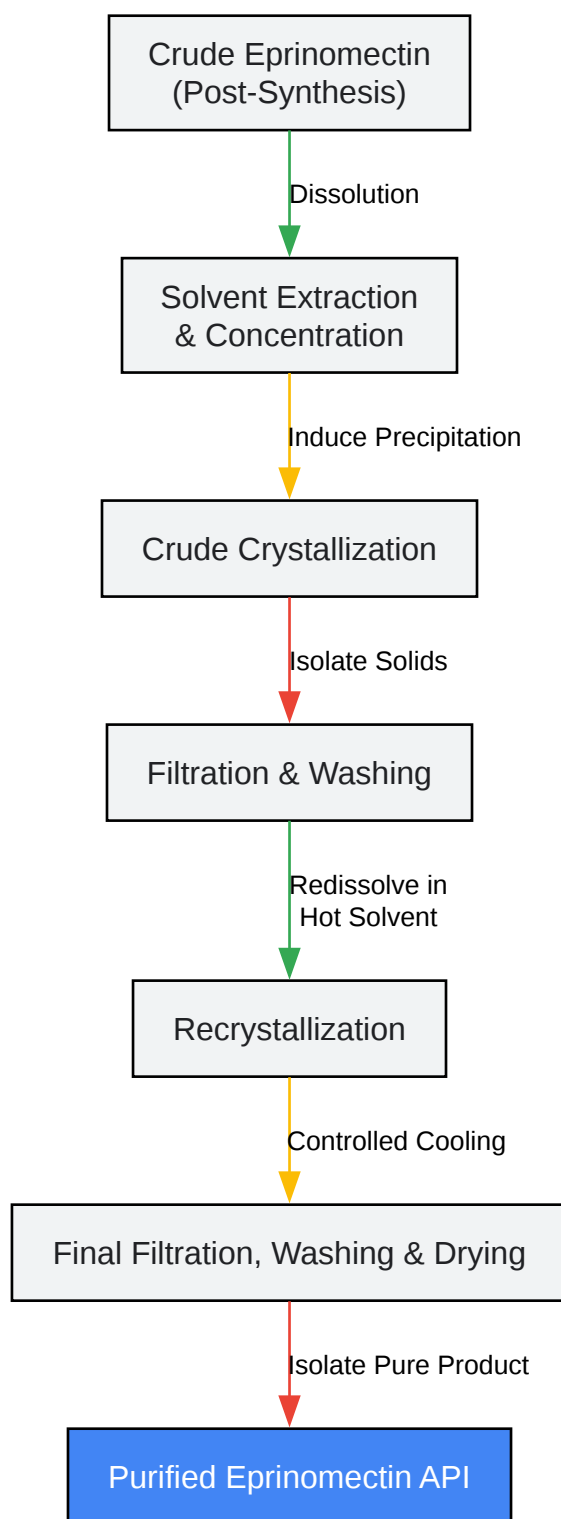 Crude Eprinomectin
(Post-Synthesis)
Dissolution
Solvent Extraction
& Concentration
Induce Precipitation
Crude Crystallization
Isolate Solids
Filtration & Washing
Redissolve in
Hot Solvent
Recrystallization
Controlled Cooling
Final Filtration, Washing & Drying
Isolate Pure Product
Purified Eprinomectin API